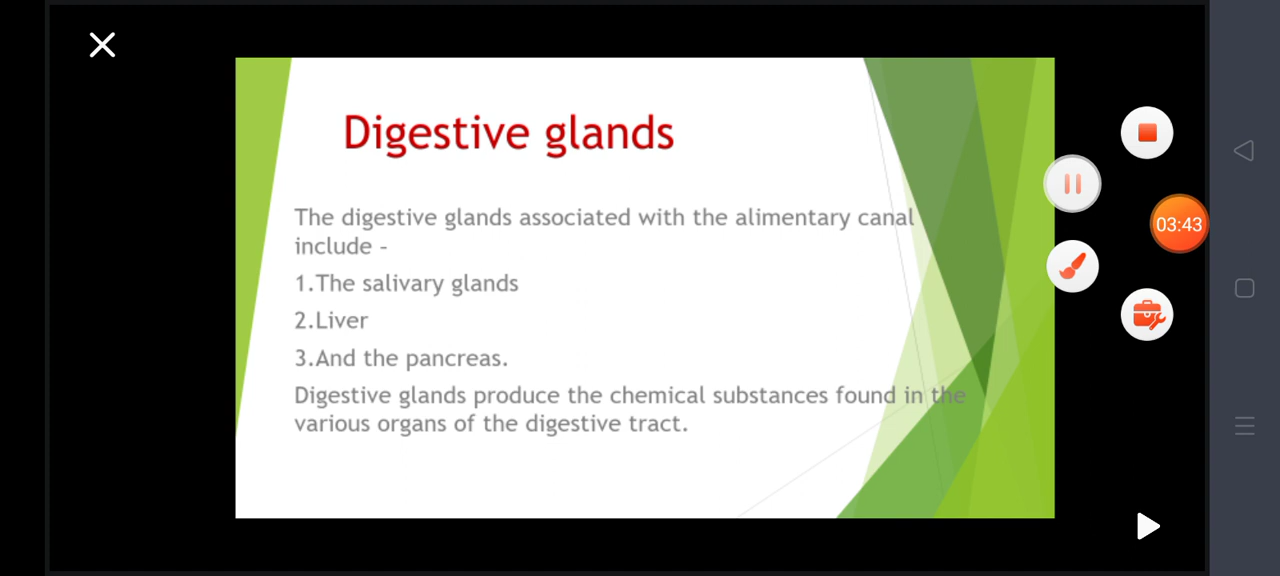 Digestive glands
The digestive glands associated with the alimentary canal
include -
1.The salivary glands
2.Liver
3.And the pancreas.
Digestive glands produce the chemical substances found in the
various organs of the digestive tract.
03:43